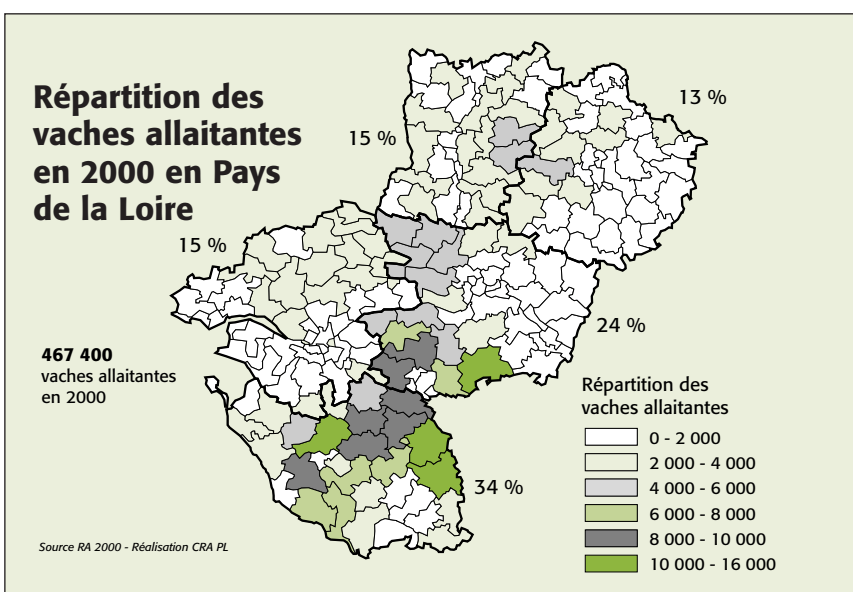 Répartition des
vaches allaitantes
en 2000 en Pays
de la Loire
13 %
15 %
15 %
24 %
34 %
467 400
vaches allaitantes
en 2000
Répartition des
vaches allaitantes
0 - 2 000
2 000 - 4 000
4 000 - 6 000
6 000 - 8 000
8 000 - 10 000
10 000 - 16 000
Source RA 2000 - Réalisation CRA PL